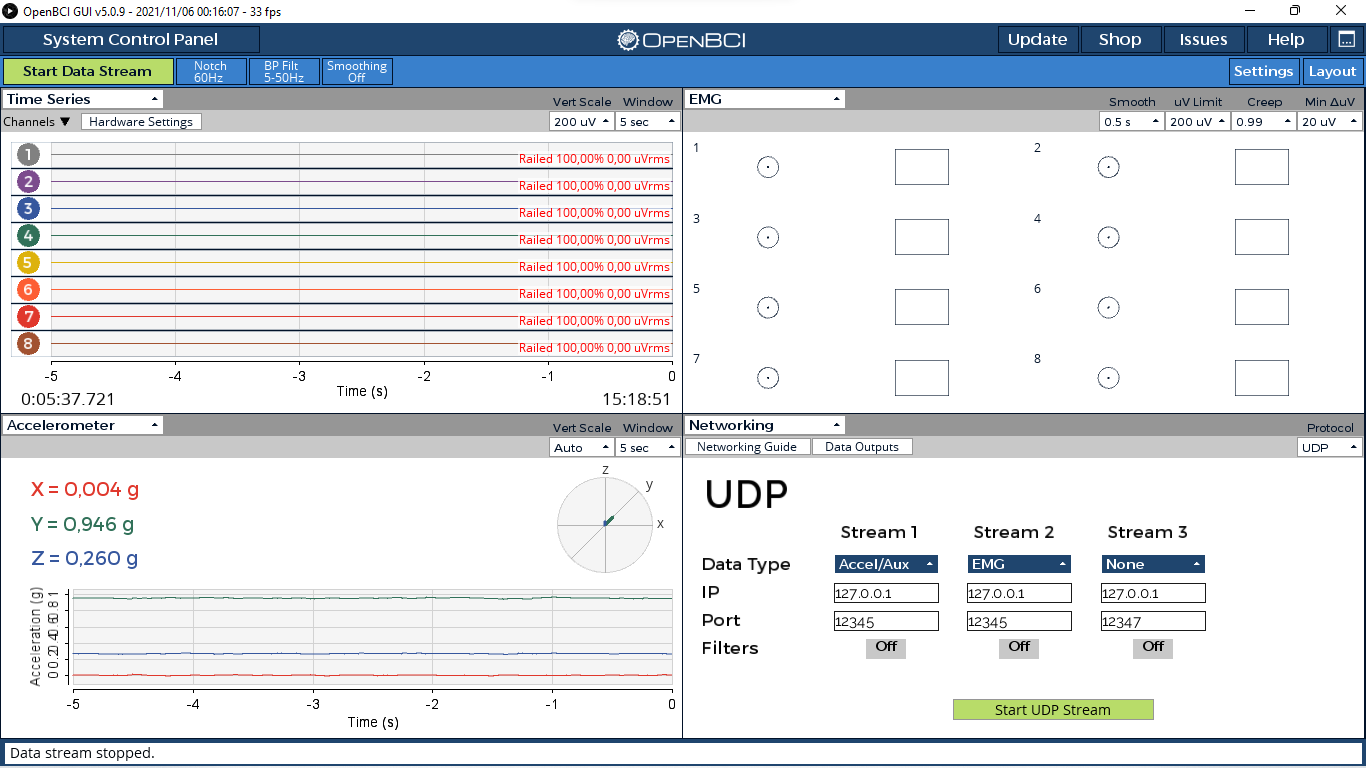 OpenBCI GUI v5.0.9 - 2021/11/06 00:16:07 - 33 fps
System Control Panel
OPENBCI
Update Shop Issues Help
Start Data Stream
Notch
60Hz
BP Filt
5-50Hz
Smoothing
Off
Settings Layout
Time Series
Vert Scale Window
Channels Hardware Settings
200 uV 5 sec
1 Railed 100,00% 0,00 uVrms
2 Railed 100,00% 0,00 uVrms
3 Railed 100,00% 0,00 uVrms
4 Railed 100,00% 0,00 uVrms
5 Railed 100,00% 0,00 uVrms
6 Railed 100,00% 0,00 uVrms
7 Railed 100,00% 0,00 uVrms
8 Railed 100,00% 0,00 uVrms
-5 -4 -3 -2 -1 0
Time (s)
0:05:37.721 15:18:51
EMG
Smooth uV Limit Creep Min ΔuV
0.5 s 200 uV 0.99 20 uV
1 2
3 4
5 6
7 8
Accelerometer
Vert Scale Window
Auto 5 sec
X = 0,004 g
Y = 0,946 g
Z = 0,260 g
z
y
x
Acceleration (g)
0 0.2 0.4 0.6 0.8 1
-5 -4 -3 -2 -1 0
Time (s)
Networking
Protocol
Networking Guide Data Outputs
UDP
UDP
Stream 1 Stream 2 Stream 3
Data Type Accel/Aux EMG None
IP 127.0.0.1 127.0.0.1 127.0.0.1
Port 12345 12345 12347
Filters Off Off Off
Start UDP Stream
Data stream stopped.